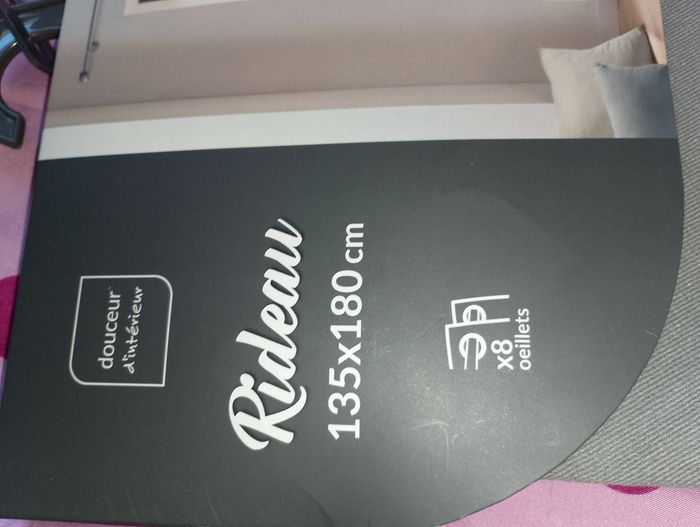 douceur
d'intérieur
Rideau
135x180 cm
x8
oeillets